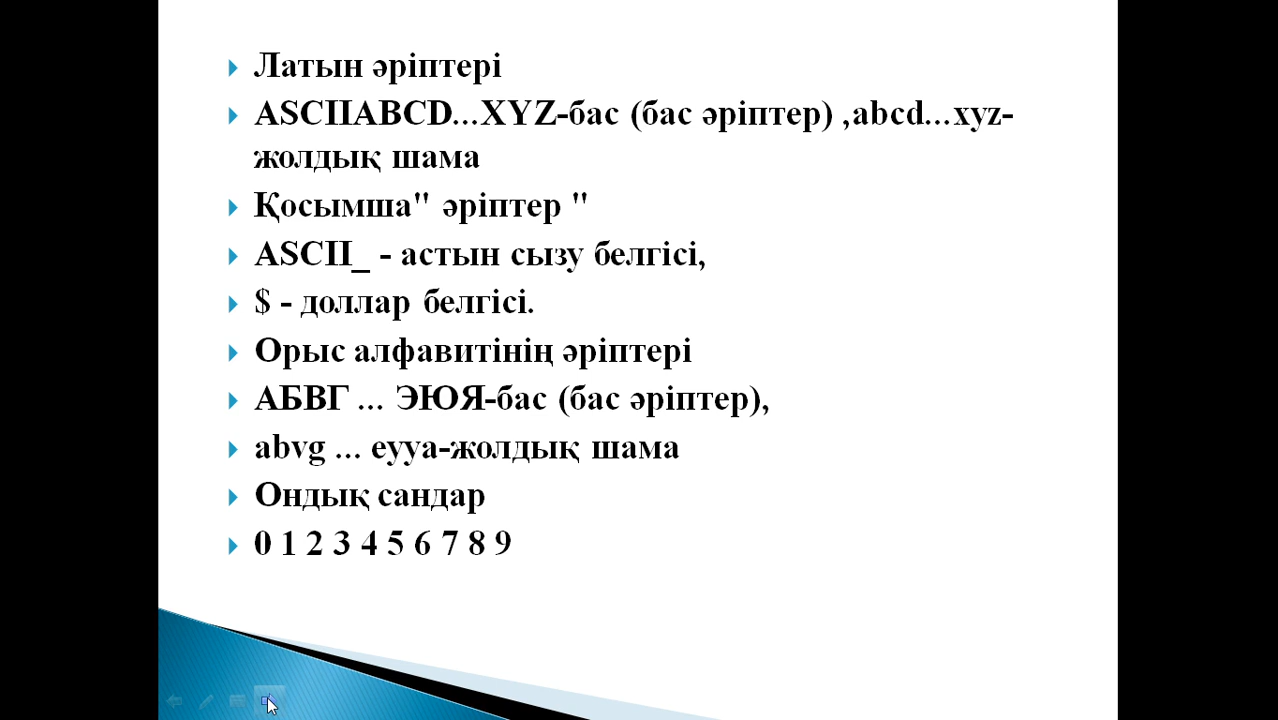 Латын әріптері
ASCIIABCD...XYZ-бас (бас әріптер) ,abcd...xyz-
жолдық шама
Қосымша" әріптер "
ASCII_ - астын сызу белгісі,
$ - доллар белгісі.
Орыс алфавитінің әріптері
АБВГ ... ЭЮЯ-бас (бас әріптер),
abvg ... eyya-жолдық шама
Ондық сандар
0 1 2 3 4 5 6 7 8 9